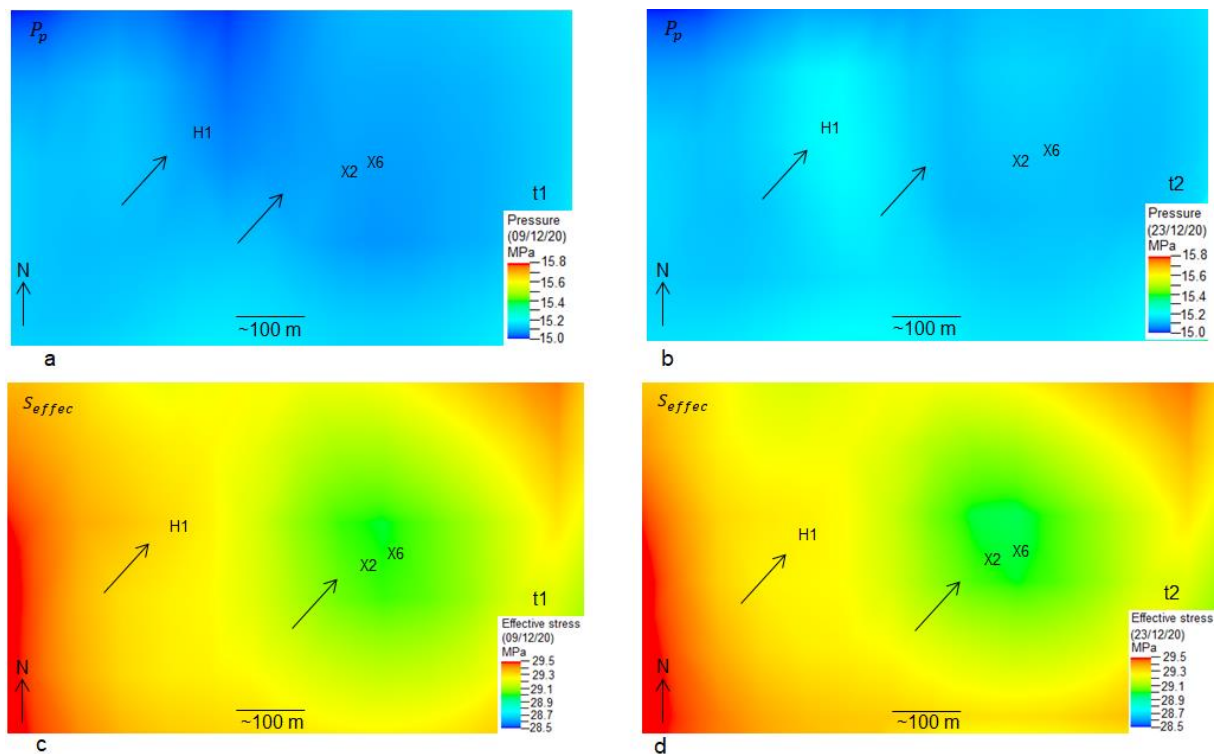 P_p
H1
X2
X6
t1
Pressure
(09/12/20)
MPa
15.8
15.6
15.4
15.2
15.0
N
~100 m
a
P_p
H1
X2
X6
t2
Pressure
(23/12/20)
MPa
15.8
15.6
15.4
15.2
15.0
N
~100 m
b
S_effec
H1
X2
X6
t1
Effective stress
(09/12/20)
MPa
29.5
29.3
29.1
28.9
28.7
28.5
N
~100 m
c
S_effec
H1
X2
X6
t2
Effective stress
(23/12/20)
MPa
29.5
29.3
29.1
28.9
28.7
28.5
N
~100 m
d